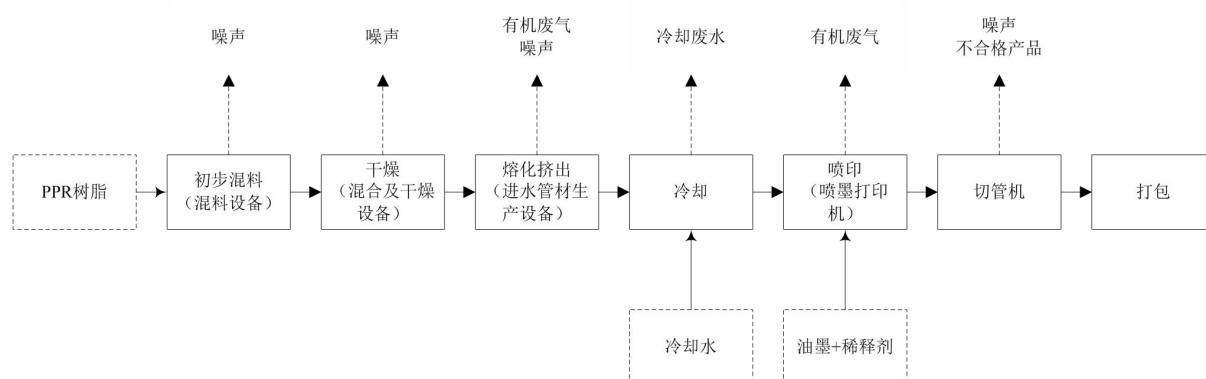 噪声
噪声
有机废气
噪声
冷却废水
有机废气
噪声
不合格产品
PPR树脂
初步混料
（混料设备）
干燥
（混合及干燥
设备）
熔化挤出
（进水管材生
产设备）
冷却
喷印
（喷墨打印
机）
切管机
打包
冷却水
油墨+稀释剂